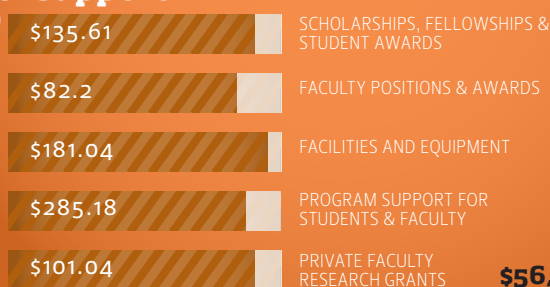 $135.61
SCHOLARSHIPS, FELLOWSHIPS &
STUDENT AWARDS
$82.2
FACULTY POSITIONS & AWARDS
$181.04
FACILITIES AND EQUIPMENT
$285.18
PROGRAM SUPPORT FOR
STUDENTS & FACULTY
$101.04
PRIVATE FACULTY
RESEARCH GRANTS
$56,